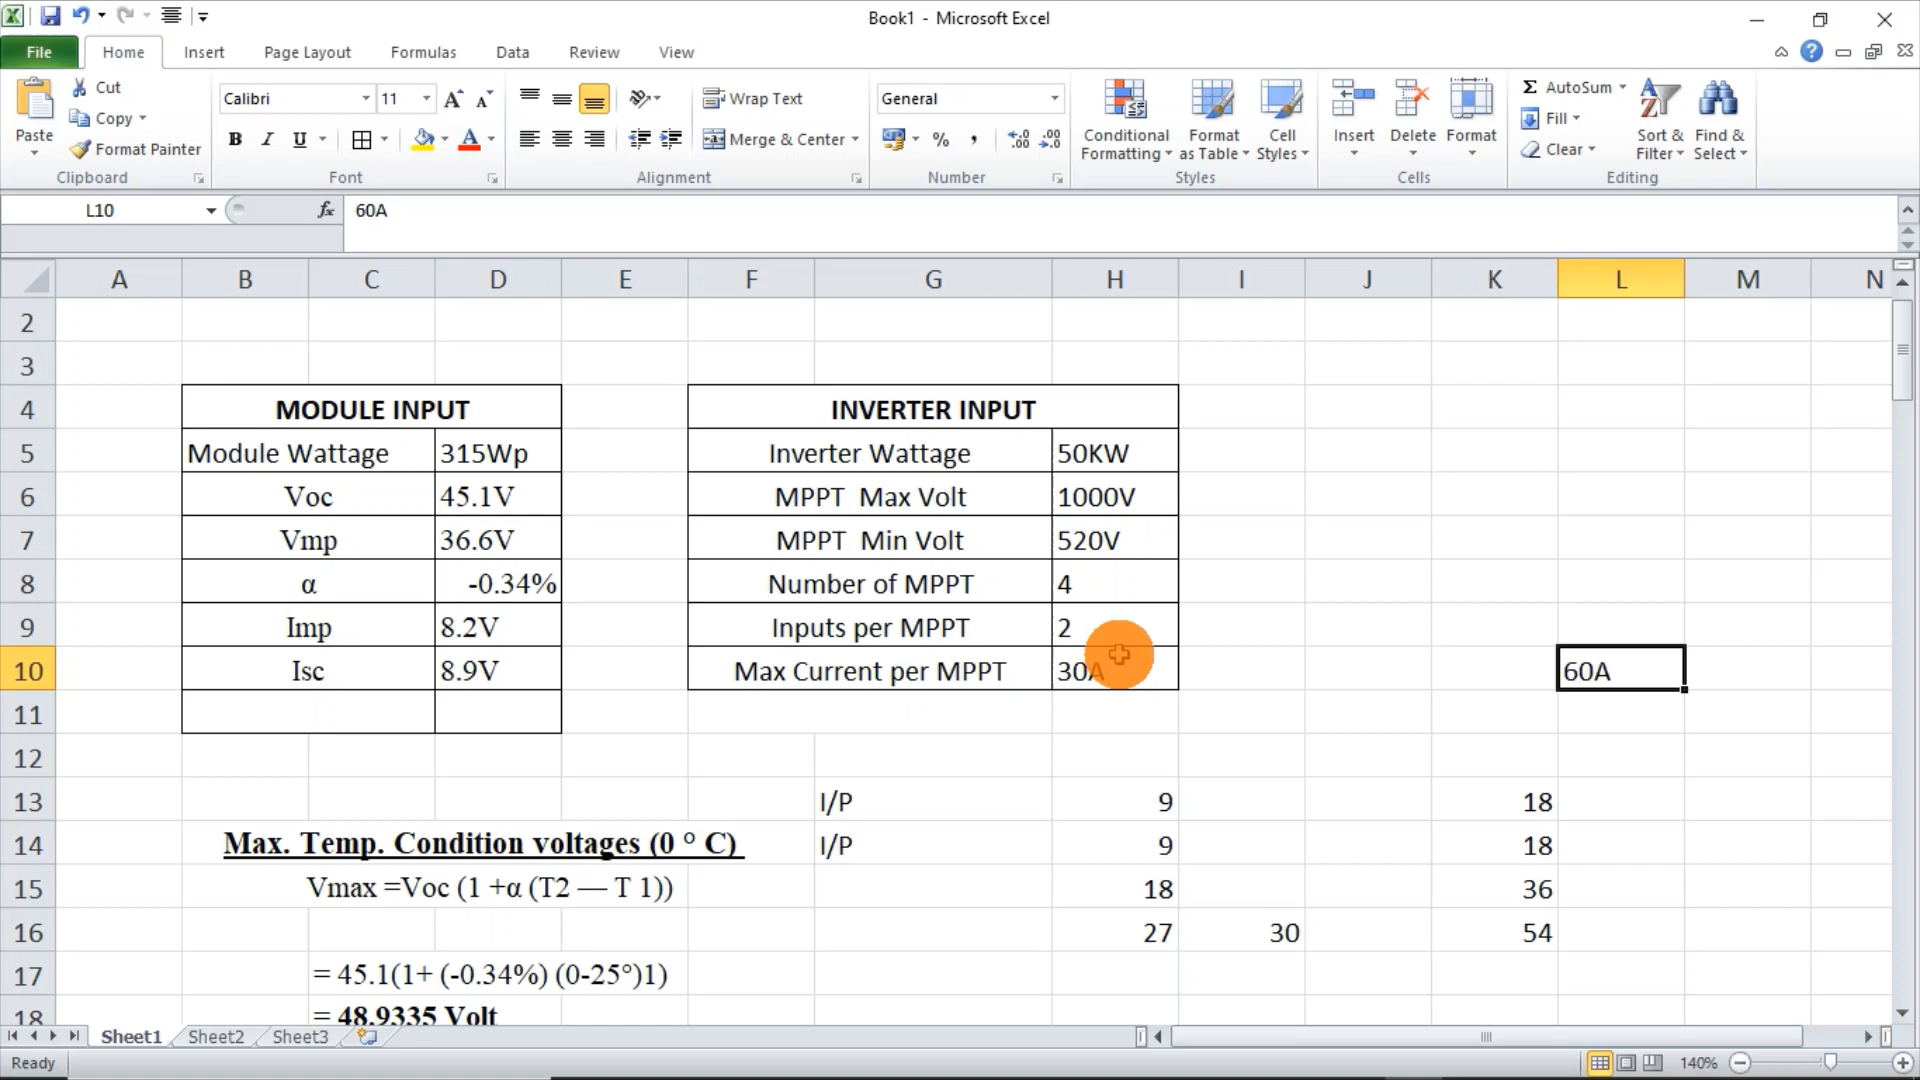 Book1 - Microsoft Excel
File Home Insert Page Layout Formulas Data Review View
Paste Cut Copy Format Painter Clipboard
Calibri 11 A A B I U A Font
Wrap Text Merge & Center Alignment
General % , Number
Conditional Formatting Format as Table Cell Styles Styles
Insert Delete Format Cells
Σ AutoSum Fill Clear Sort & Filter Find & Select Editing
L10 fx 60A
A B C D E F G H I J K L M N
2
3
4 MODULE INPUT INVERTER INPUT
5 Module Wattage 315Wp Inverter Wattage 50KW
6 Voc 45.1V MPPT Max Volt 1000V
7 Vmp 36.6V MPPT Min Volt 520V
8 α -0.34% Number of MPPT 4
9 Imp 8.2V Inputs per MPPT 2
10 Isc 8.9V Max Current per MPPT 30A 60A
11
12
13 I/P 9 18
14 Max. Temp. Condition voltages (0 ° C) I/P 9 18
15 Vmax =Voc (1 +α (T2 — T 1)) 18 36
16 27 30 54
17 = 45.1(1+ (-0.34%) (0-25°)1)
18 = 48.9335 Volt
Sheet1 Sheet2 Sheet3
Ready 140%